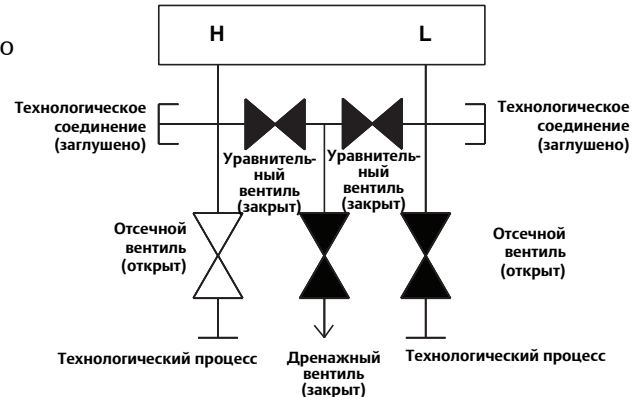 о
H
L
Технологическое
соединение
(заглушено)
Технологическое
соединение
(заглушено)
Уравнитель-
ный
вентиль
(закрыт)
Уравнитель-
ный
вентиль
(закрыт)
Отсечной
вентиль
(открыт)
Отсечной
вентиль
(открыт)
Технологический процесс
Дренажный
вентиль
(закрыт)
Технологический процесс